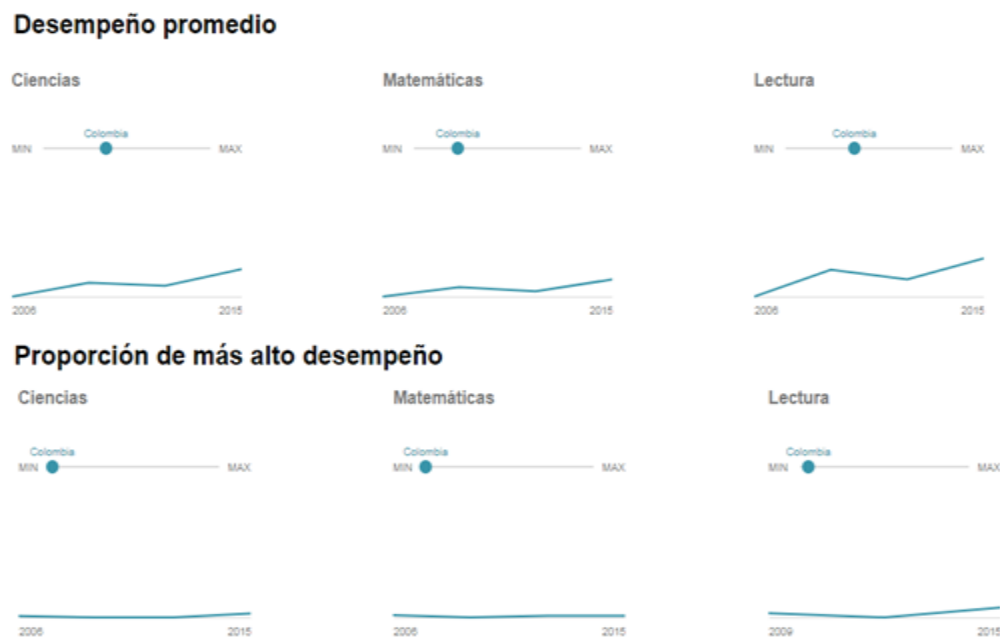 Desempeño promedio
Ciencias Matemáticas Lectura
Colombia Colombia Colombia
MIN MAX MIN MAX MIN MAX
2006 2015 2006 2015 2006 2015
Proporción de más alto desempeño
Ciencias Matemáticas Lectura
Colombia Colombia Colombia
MIN MAX MIN MAX MIN MAX
2006 2015 2006 2015 2009 2015